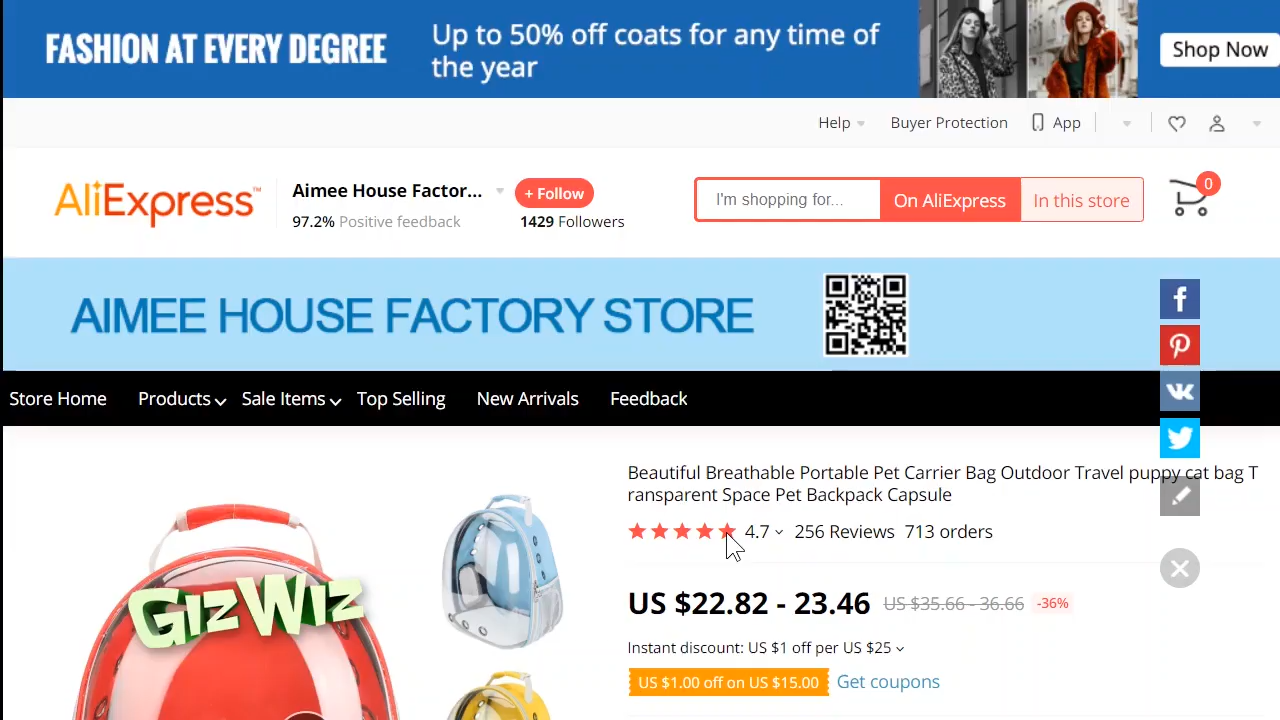 FASHION AT EVERY DEGREE
Up to 50% off coats for any time of
the year
Shop Now
Help
Buyer Protection
App
AliExpress™
Aimee House Factor...
+ Follow
97.2% Positive feedback
1429 Followers
I'm shopping for...
On AliExpress
In this store
0
AIMEE HOUSE FACTORY STORE
Store Home
Products
Sale Items
Top Selling
New Arrivals
Feedback
Beautiful Breathable Portable Pet Carrier Bag Outdoor Travel puppy cat bag T
ransparent Space Pet Backpack Capsule
4.7
256 Reviews
713 orders
US $22.82 - 23.46
US $35.66 - 36.66
-36%
Instant discount: US $1 off per US $25
US $1.00 off on US $15.00
Get coupons
GizWiz